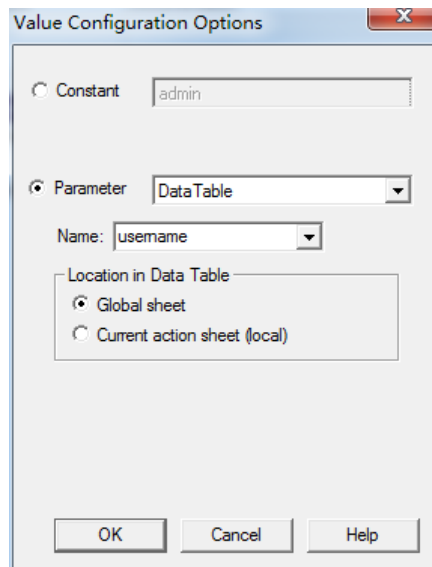 Value Configuration Options
Constant
admin
Parameter
DataTable
Name:
username
Location in Data Table
Global sheet
Current action sheet (local)
OK
Cancel
Help